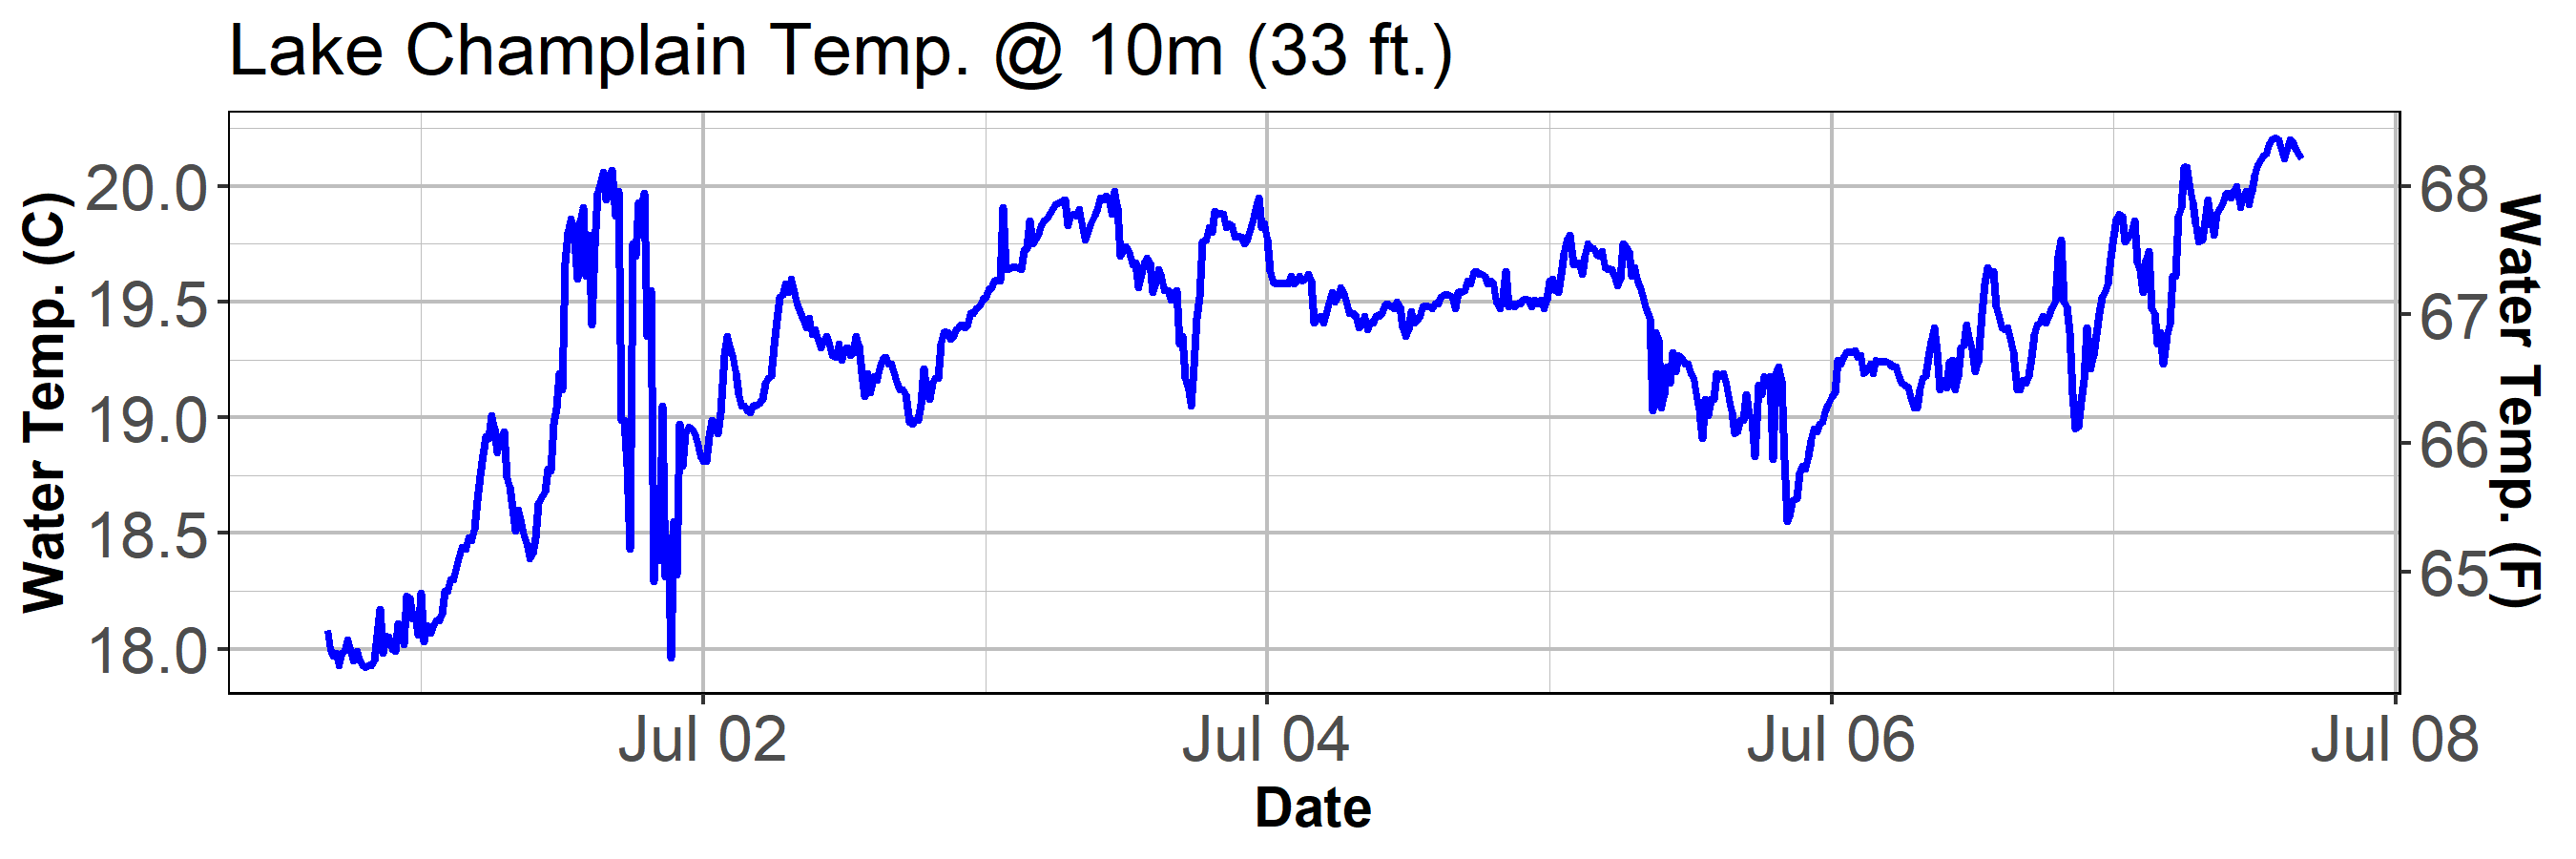 Lake Champlain Temp. @ 10m (33 ft.)
Water Temp. (C)
20.0
19.5
19.0
18.5
18.0
68
67
66
65
Water Temp. (F)
Jul 02 Jul 04 Jul 06 Jul 08
Date